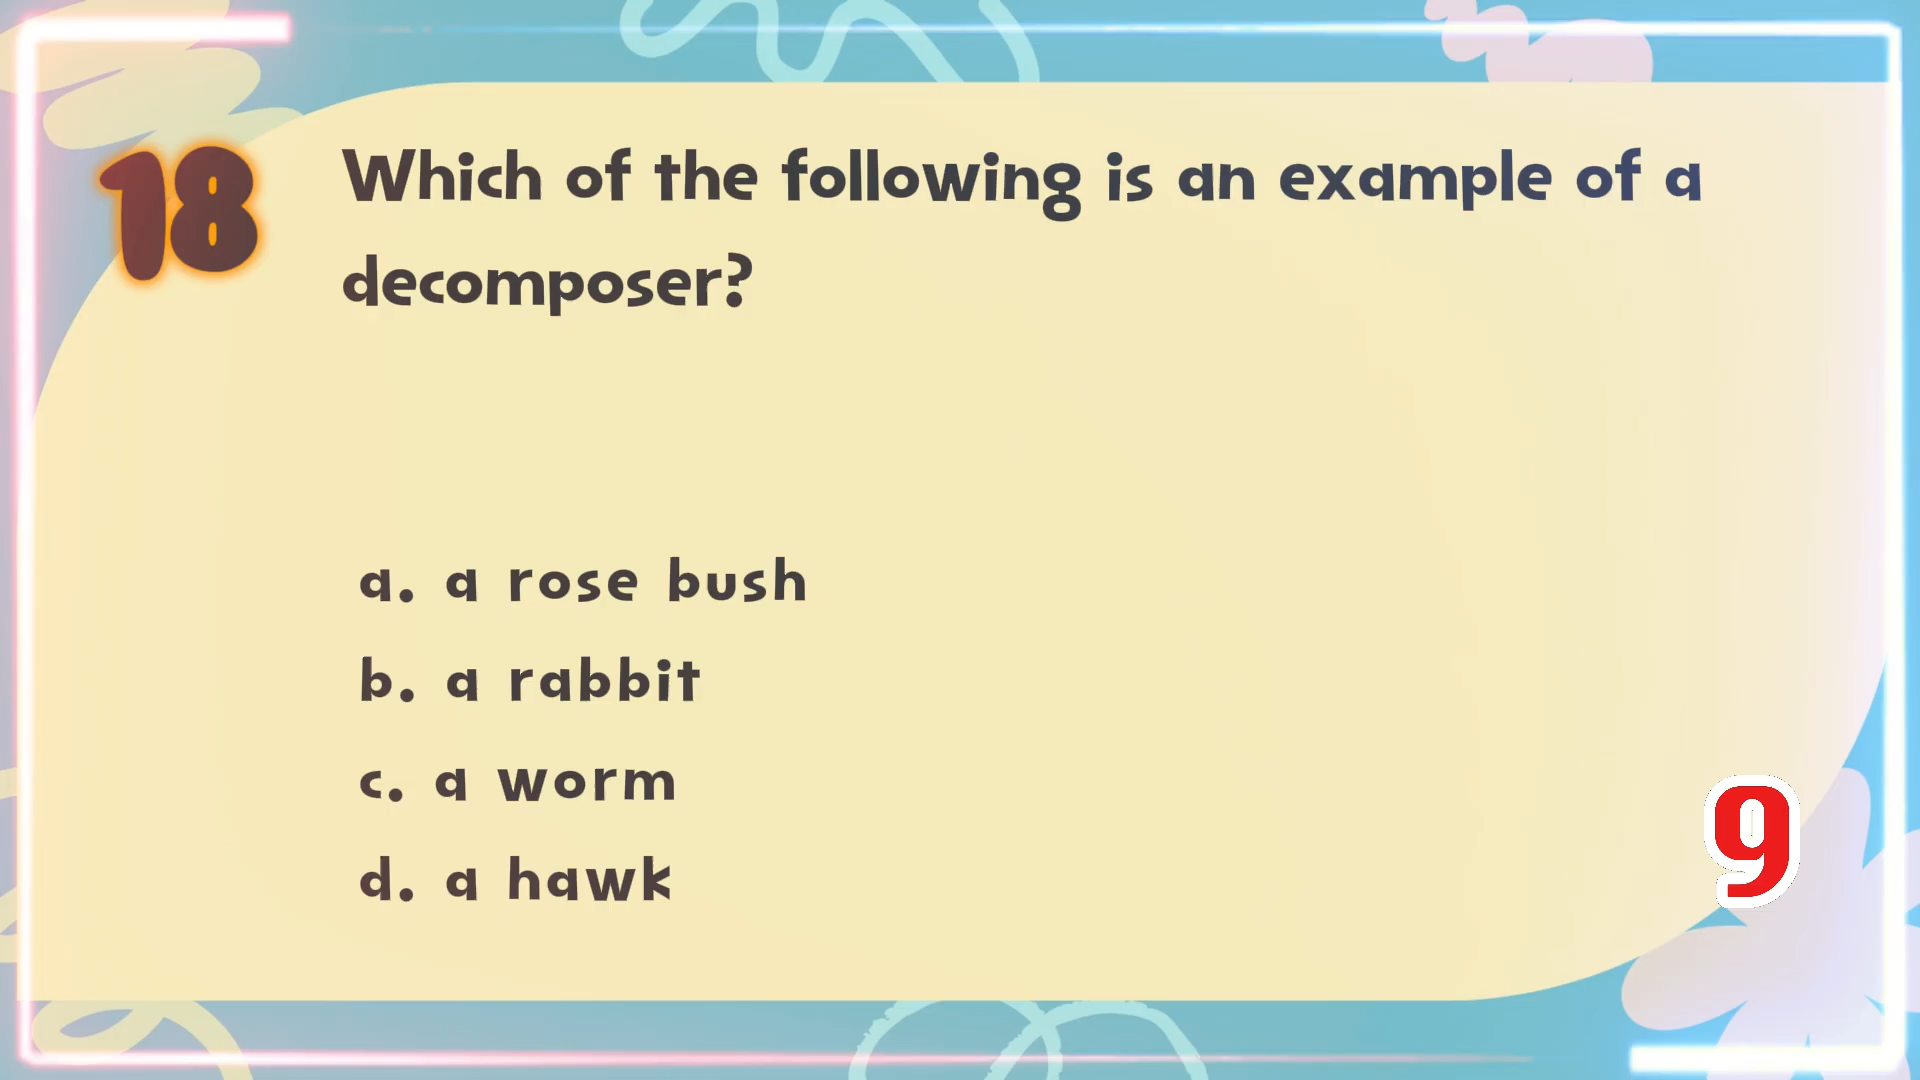 18
Which of the following is an example of a
decomposer?
a. a rose bush
b. a rabbit
c. a worm
d. a hawk
9